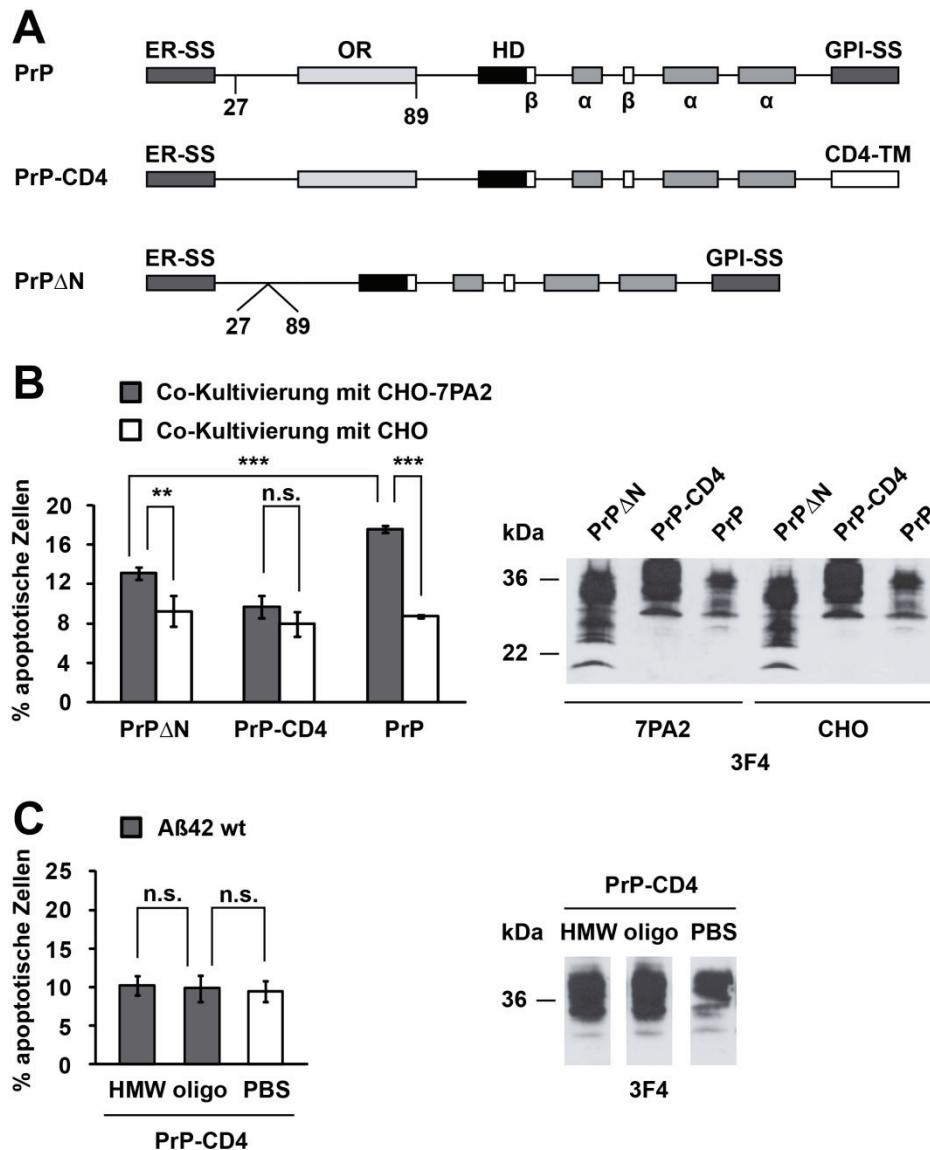 A
ER-SS OR HD GPI-SS
PrP
27 89 β α β α α
ER-SS CD4-TM
PrP-CD4
ER-SS GPI-SS
PrPΔN
27 89
B
Co-Kultivierung mit CHO-7PA2
Co-Kultivierung mit CHO
% apoptotische Zellen
20
16
12
8
4
0
*** ** n.s. ***
PrPΔN PrP-CD4 PrP
kDa PrPΔN PrP-CD4 PrP PrPΔN PrP-CD4 PrP
36
22
7PA2 CHO
3F4
C
Aß42 wt
% apoptotische Zellen
25
20
15
10
5
0
n.s. n.s.
HMW oligo PBS
PrP-CD4
PrP-CD4
kDa HMW oligo PBS
36
3F4